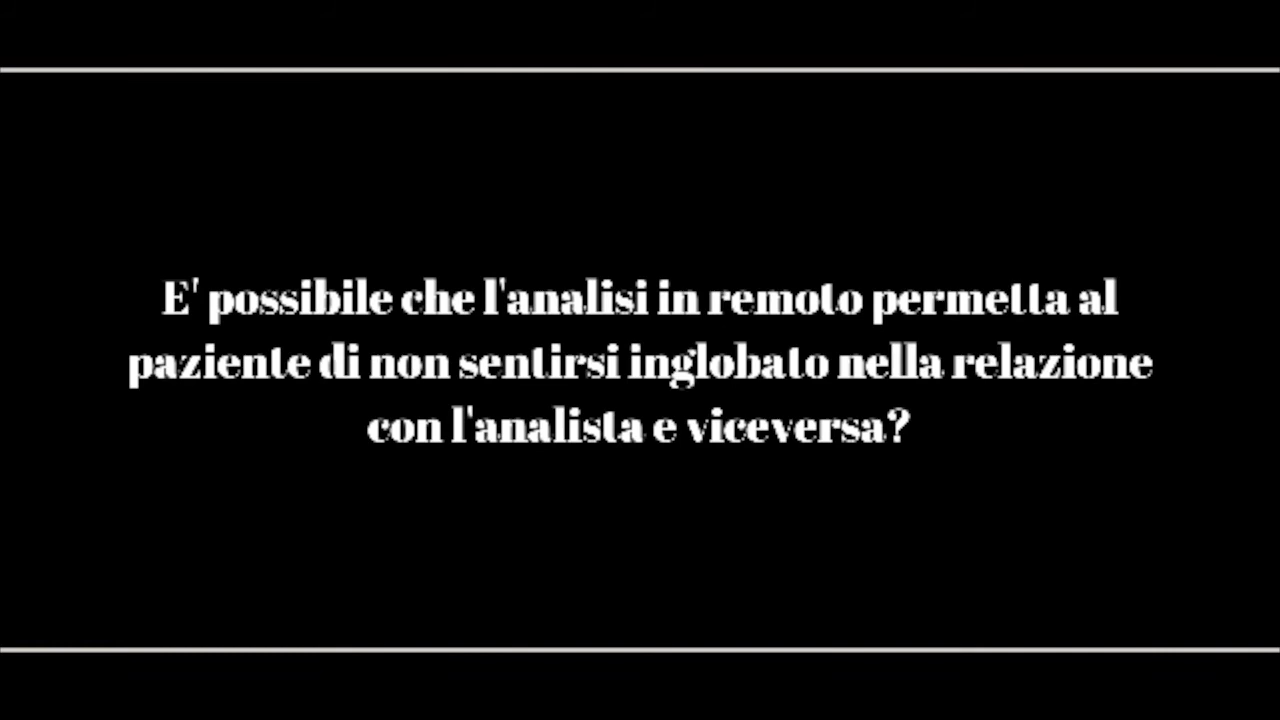 E' possibile che l'analisi in remoto permetta al
paziente di non sentirsi inglobato nella relazione
con l'analista e viceversa?